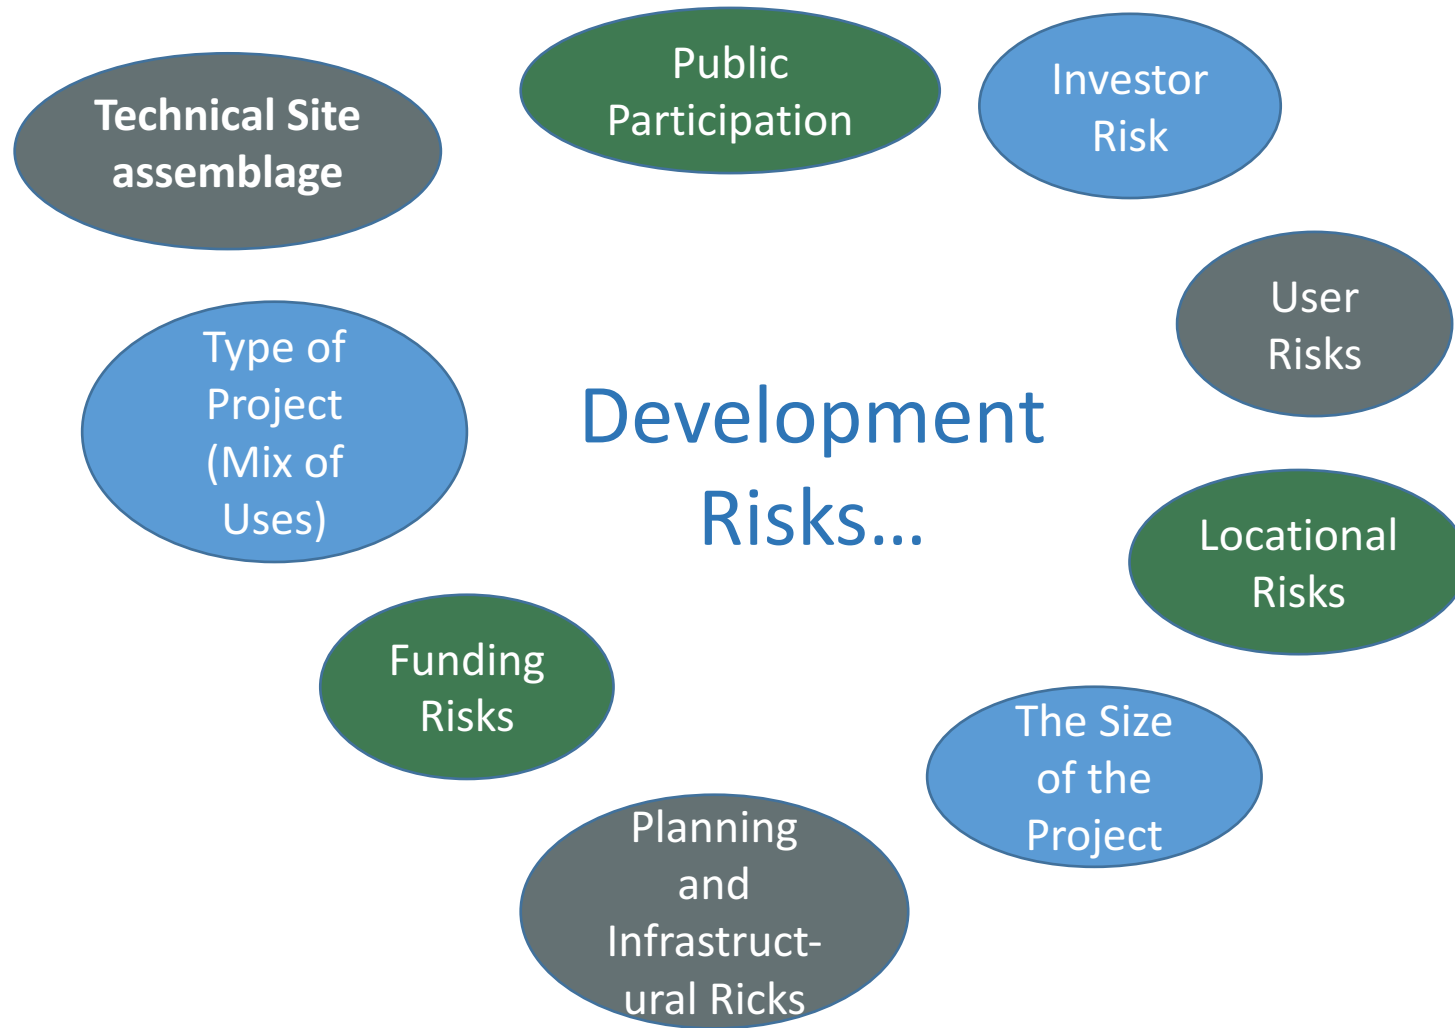 Public
Participation
Investor
Risk
Technical Site
assemblage
User
Risks
Type of
Project
(Mix of
Uses)
Development
Risks...
Locational
Risks
Funding
Risks
The Size
of the
Project
Planning
and
Infrastruct-
ural Ricks